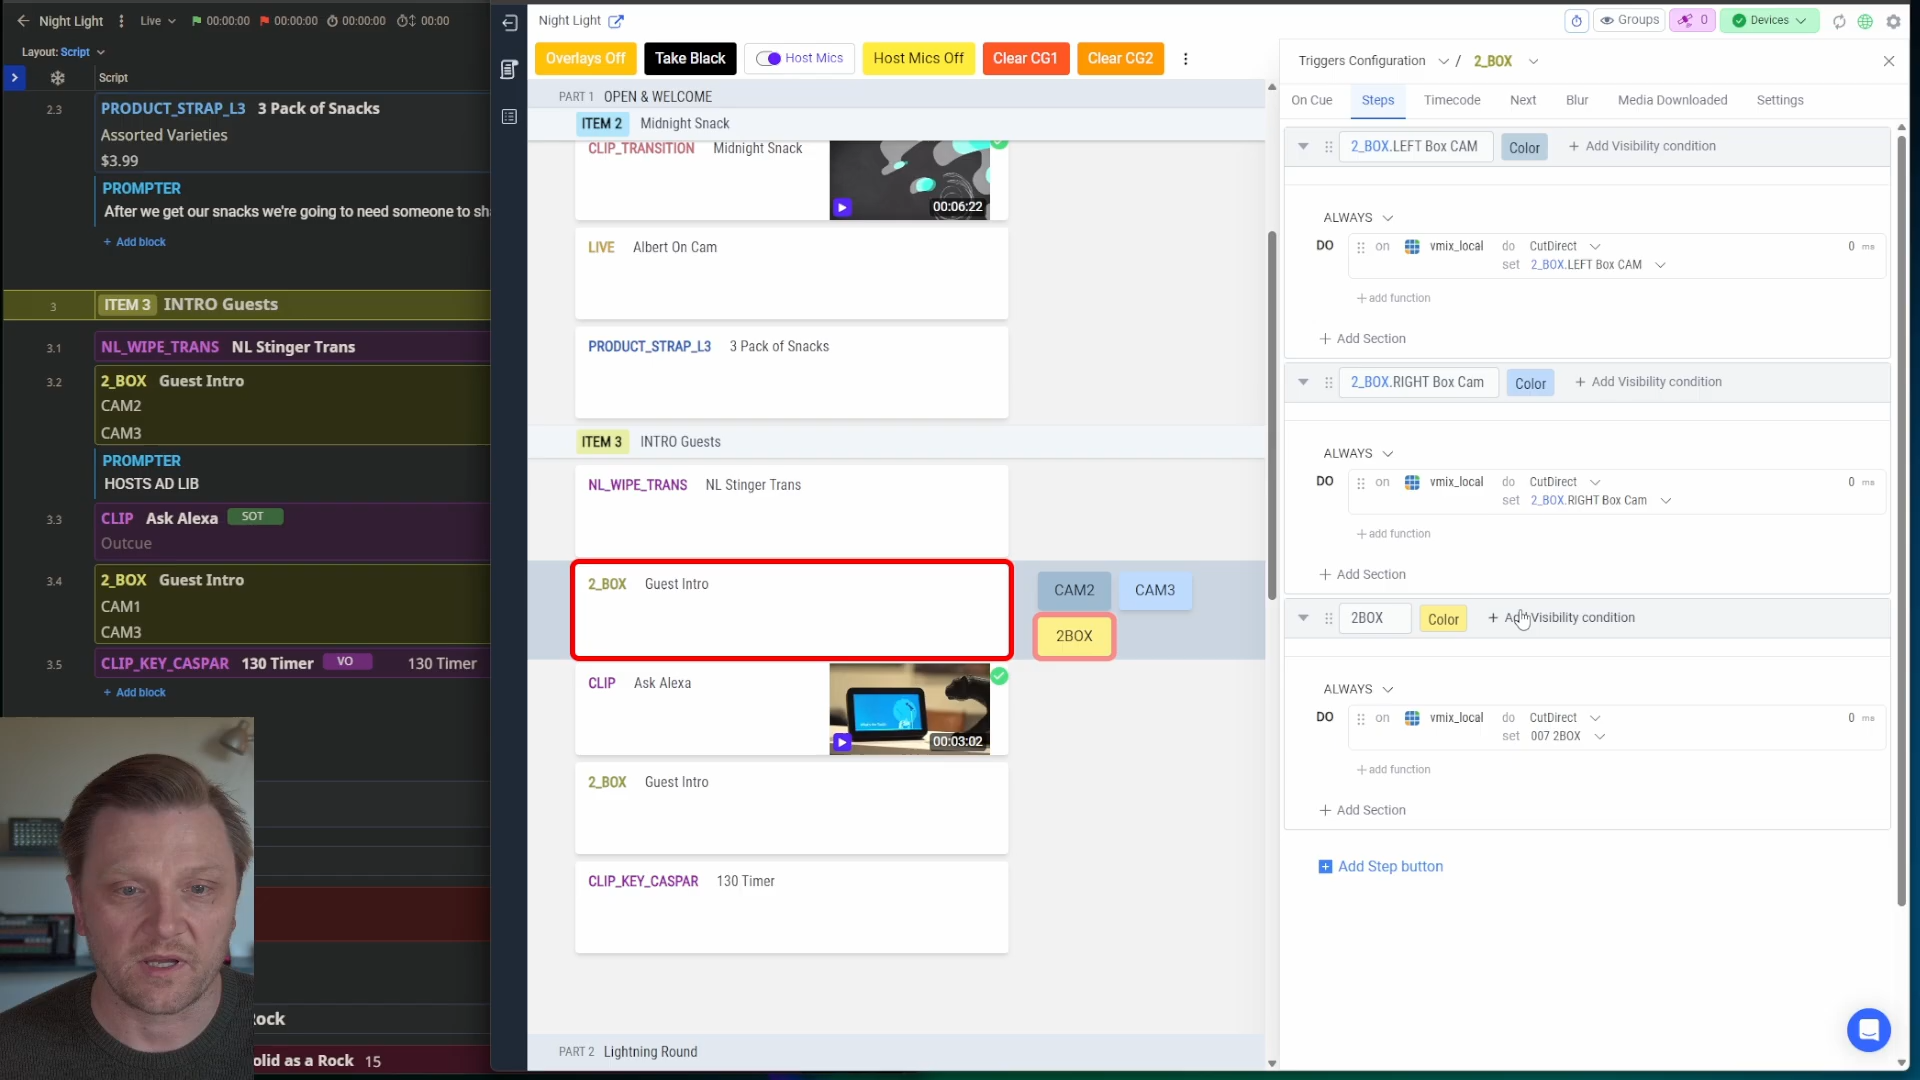 Night Light
Live
00:00:00
00:00:00
00:00:00
00:00
Layout: Script
Script
2.3
PRODUCT_STRAP_L3 3 Pack of Snacks
Assorted Varieties
$3.99
PROMPTER
After we get our snacks we're going to need someone to sh
+ Add block
3
ITEM 3 INTRO Guests
3.1
NL_WIPE_TRANS NL Stinger Trans
3.2
2_BOX Guest Intro
CAM2
CAM3
PROMPTER
HOSTS AD LIB
3.3
CLIP Ask Alexa SOT
Outcue
3.4
2_BOX Guest Intro
CAM1
CAM3
3.5
CLIP_KEY_CASPAR 130 Timer VO 130 Timer
+ Add block
Rock
olid as a Rock 15
Night Light
Groups
0
Devices
Overlays Off
Take Black
Host Mics
Host Mics Off
Clear CG1
Clear CG2
PART 1 OPEN & WELCOME
ITEM 2 Midnight Snack
CLIP_TRANSITION Midnight Snack
00:06:22
LIVE Albert On Cam
PRODUCT_STRAP_L3 3 Pack of Snacks
ITEM 3 INTRO Guests
NL_WIPE_TRANS NL Stinger Trans
2_BOX Guest Intro
CAM2
CAM3
2BOX
CLIP Ask Alexa
00:03:02
2_BOX Guest Intro
CLIP_KEY_CASPAR 130 Timer
PART 2 Lightning Round
Triggers Configuration / 2_BOX
On Cue
Steps
Timecode
Next
Blur
Media Downloaded
Settings
2_BOX.LEFT Box CAM
Color
+ Add Visibility condition
ALWAYS
DO on vmix_local do CutDirect 0 ms
set 2_BOX.LEFT Box CAM
+ add function
+ Add Section
2_BOX.RIGHT Box Cam
Color
+ Add Visibility condition
ALWAYS
DO on vmix_local do CutDirect 0 ms
set 2_BOX.RIGHT Box Cam
+ add function
+ Add Section
2BOX
Color
+ Add Visibility condition
ALWAYS
DO on vmix_local do CutDirect 0 ms
set 007 2BOX
+ add function
+ Add Section
Add Step button